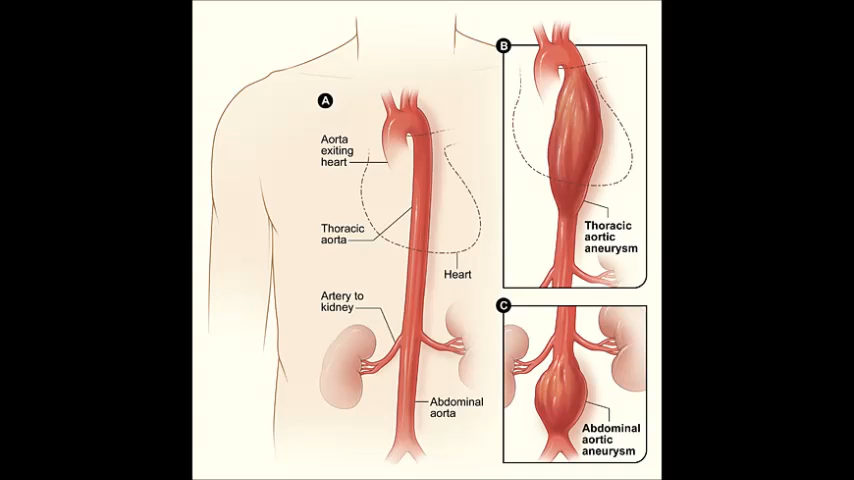 A
Aorta
exiting
heart
Thoracic
aorta
Heart
Artery to
kidney
Abdominal
aorta
B
Thoracic
aortic
aneurysm
C
Abdominal
aortic
aneurysm